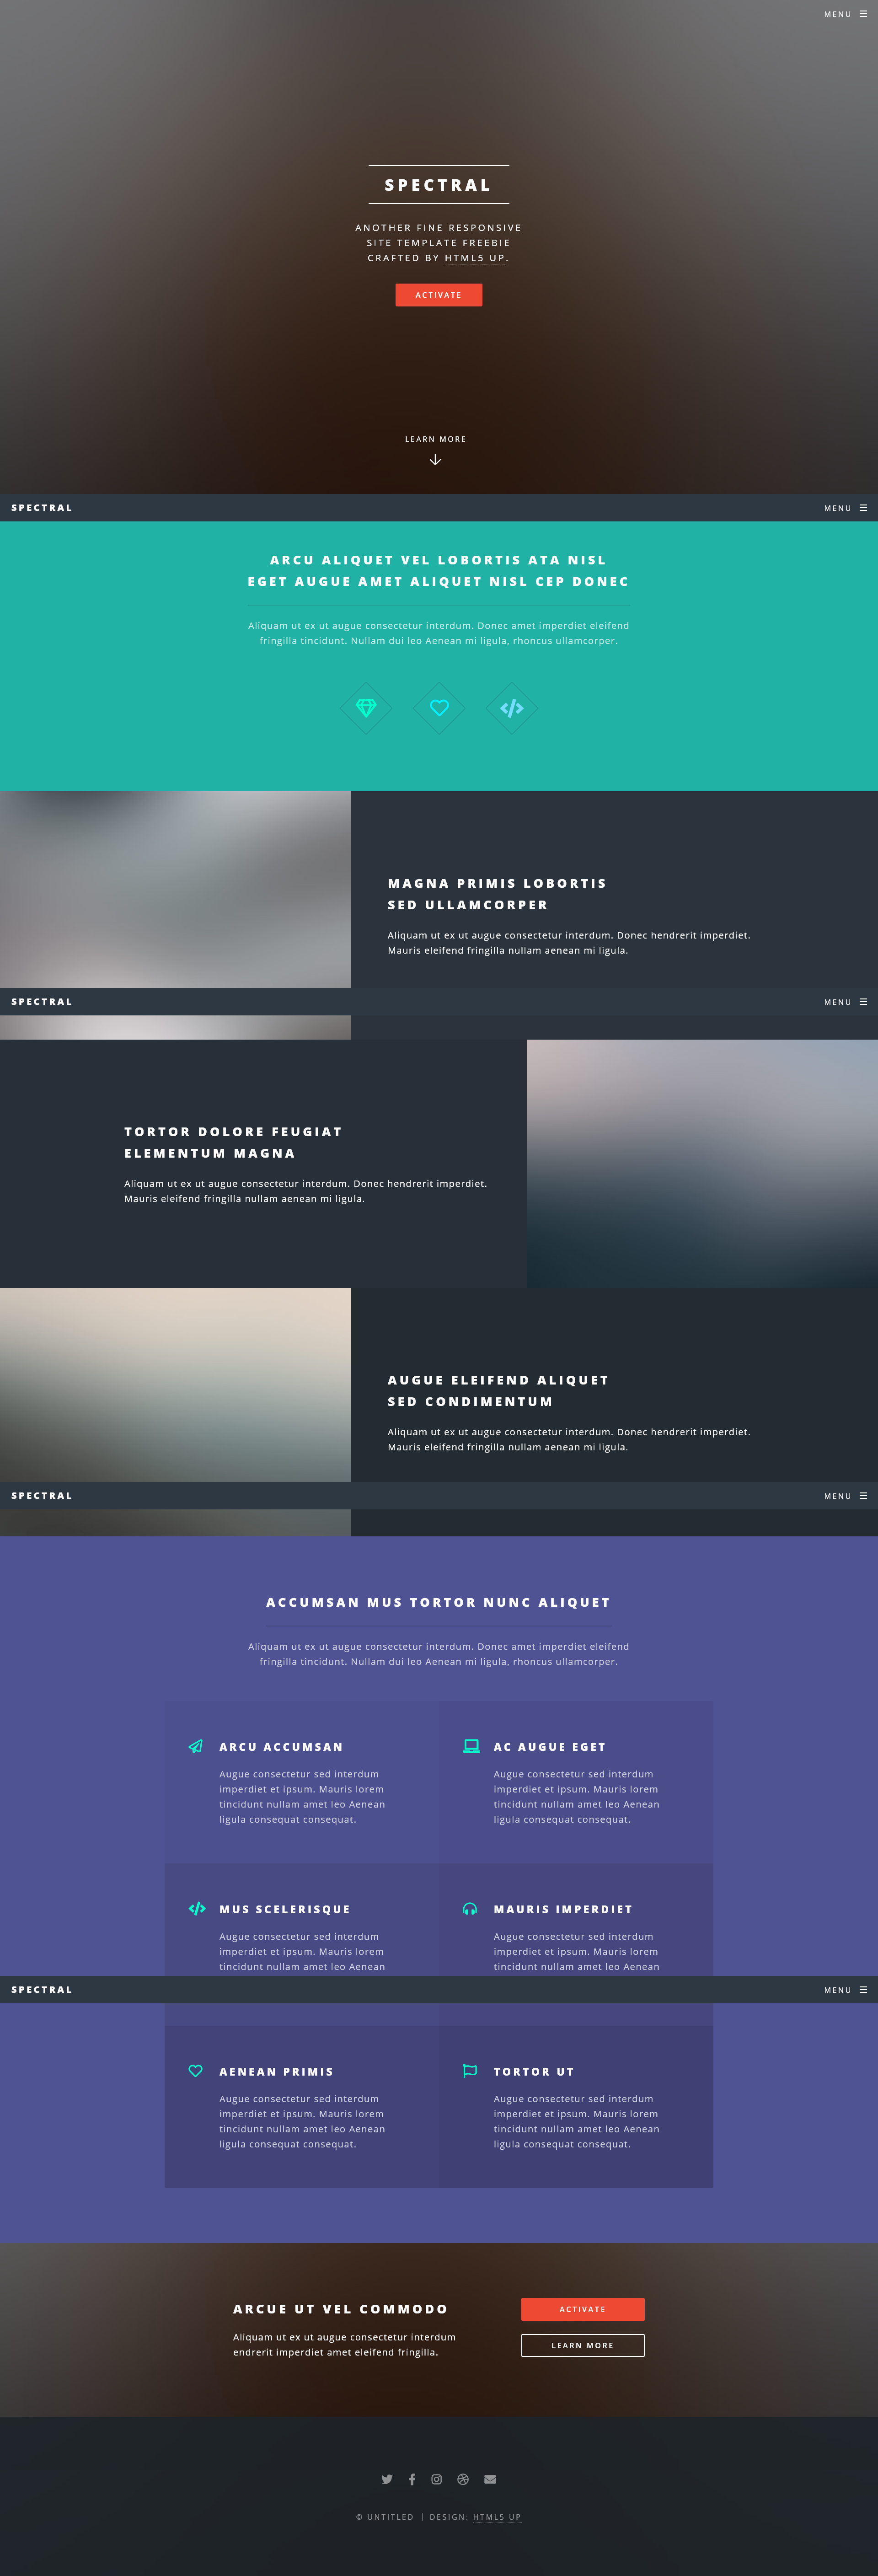 MENU
SPECTRAL
ANOTHER FINE RESPONSIVE
SITE TEMPLATE FREEBIE
CRAFTED BY HTML5 UP.
ACTIVATE
LEARN MORE
SPECTRAL
MENU
ARCU ALIQUET VEL LOBORTIS ATA NISL
EGET AUGUE AMET ALIQUET NISL CEP DONEC
Aliquam ut ex ut augue consectetur interdum. Donec amet imperdiet eleifend
fringilla tincidunt. Nullam dui leo Aenean mi ligula, rhoncus ullamcorper.
MAGNA PRIMIS LOBORTIS
SED ULLAMCORPER
Aliquam ut ex ut augue consectetur interdum. Donec hendrerit imperdiet.
Mauris eleifend fringilla nullam aenean mi ligula.
SPECTRAL
MENU
TORTOR DOLORE FEUGIAT
ELEMENTUM MAGNA
Aliquam ut ex ut augue consectetur interdum. Donec hendrerit imperdiet.
Mauris eleifend fringilla nullam aenean mi ligula.
AUGUE ELEIFEND ALIQUET
SED CONDIMENTUM
Aliquam ut ex ut augue consectetur interdum. Donec hendrerit imperdiet.
Mauris eleifend fringilla nullam aenean mi ligula.
SPECTRAL
MENU
ACCUMSAN MUS TORTOR NUNC ALIQUET
Aliquam ut ex ut augue consectetur interdum. Donec amet imperdiet eleifend
fringilla tincidunt. Nullam dui leo Aenean mi ligula, rhoncus ullamcorper.
ARCU ACCUMSAN
Augue consectetur sed interdum
imperdiet et ipsum. Mauris lorem
tincidunt nullam amet leo Aenean
ligula consequat consequat.
AC AUGUE EGET
Augue consectetur sed interdum
imperdiet et ipsum. Mauris lorem
tincidunt nullam amet leo Aenean
ligula consequat consequat.
MUS SCELERISQUE
Augue consectetur sed interdum
imperdiet et ipsum. Mauris lorem
tincidunt nullam amet leo Aenean
MAURIS IMPERDIET
Augue consectetur sed interdum
imperdiet et ipsum. Mauris lorem
tincidunt nullam amet leo Aenean
SPECTRAL
MENU
AENEAN PRIMIS
Augue consectetur sed interdum
imperdiet et ipsum. Mauris lorem
tincidunt nullam amet leo Aenean
ligula consequat consequat.
TORTOR UT
Augue consectetur sed interdum
imperdiet et ipsum. Mauris lorem
tincidunt nullam amet leo Aenean
ligula consequat consequat.
ARCUE UT VEL COMMODO
Aliquam ut ex ut augue consectetur interdum
endrerit imperdiet amet eleifend fringilla.
ACTIVATE
LEARN MORE
© UNTITLED | DESIGN: HTML5 UP